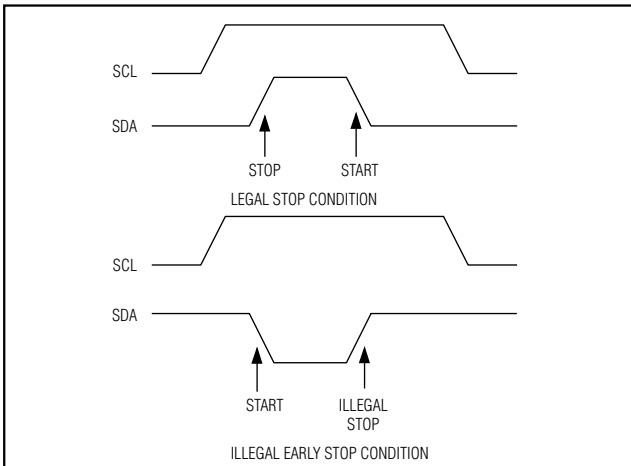 SCL
SDA
STOP START
LEGAL STOP CONDITION
SCL
SDA
START ILLEGAL
STOP
ILLEGAL EARLY STOP CONDITION